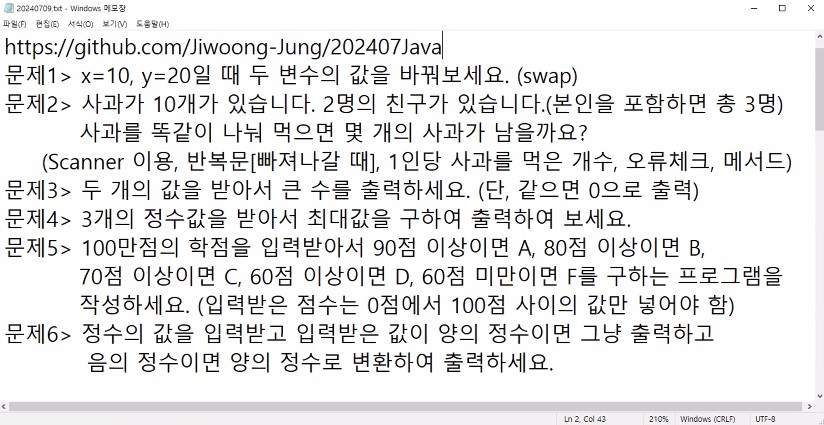 20240709.txt - Windows 메모장
파일(F) 편집(E) 서식(O) 보기(V) 도움말(H)
https://github.com/Jiwoong-Jung/202407Java
문제1> x=10, y=20일 때 두 변수의 값을 바꿔보세요. (swap)
문제2> 사과가 10개가 있습니다. 2명의 친구가 있습니다.(본인을 포함하면 총 3명)
사과를 똑같이 나눠 먹으면 몇 개의 사과가 남을까요?
(Scanner 이용, 반복문[빠져나갈 때], 1인당 사과를 먹은 개수, 오류체크, 메서드)
문제3> 두 개의 값을 받아서 큰 수를 출력하세요. (단, 같으면 0으로 출력)
문제4> 3개의 정수값을 받아서 최대값을 구하여 출력하여 보세요.
문제5> 100만점의 학점을 입력받아서 90점 이상이면 A, 80점 이상이면 B,
70점 이상이면 C, 60점 이상이면 D, 60점 미만이면 F를 구하는 프로그램을
작성하세요. (입력받은 점수는 0점에서 100점 사이의 값만 넣어야 함)
문제6> 정수의 값을 입력받고 입력받은 값이 양의 정수이면 그냥 출력하고
음의 정수이면 양의 정수로 변환하여 출력하세요.
Ln 2, Col 43 210% Windows (CRLF) UTF-8